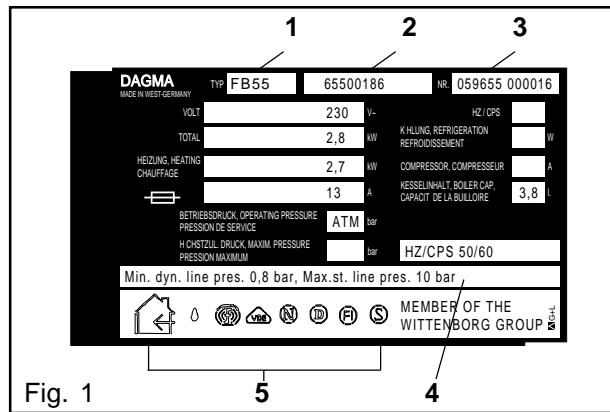 1 2 3
DAGMA TYP FB55 65500186 NR. 059655 000016
MADE IN WEST-GERMANY
VOLT 230 V~ HZ / CPS
TOTAL 2,8 kW K HLUNG, REFRIGERATION W
REFROIDISSEMENT
HEIZUNG, HEATING 2,7 kW COMPRESSOR, COMPRESSEUR A
CHAUFFAGE
13 A KESSELINHALT, BOILER CAP, 3,8 L
CAPACIT DE LA BUILLOIRE
BETRIEBSDRUCK, OPERATING PRESSURE ATM bar
PRESSION DE SERVICE
H CHSTZUL. DRUCK, MAXIM. PRESSURE bar HZ/CPS 50/60
PRESSION MAXIMUM
Min. dyn. line pres. 0,8 bar, Max.st. line pres. 10 bar
VDE N D FI S MEMBER OF THE
WITTENBORG GROUP G+L
Fig. 1 5 4